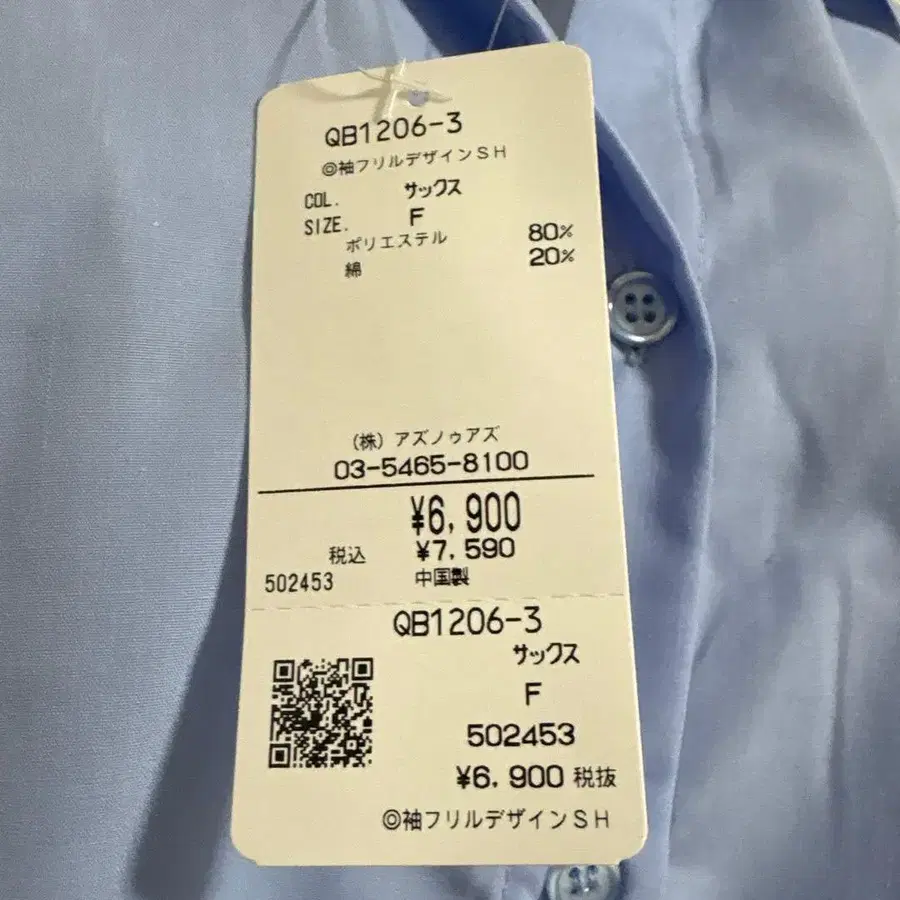 QB1206-3
◎袖フリルデザインSH
COL. サックス
SIZE. F
ポリエステル 80%
綿 20%
(株) アズノゥアズ
03-5465-8100
¥6,900
税込 ¥7,590
502453 中国製
QB1206-3
サックス
F
502453
¥6,900 税抜
◎袖フリルデザインSH